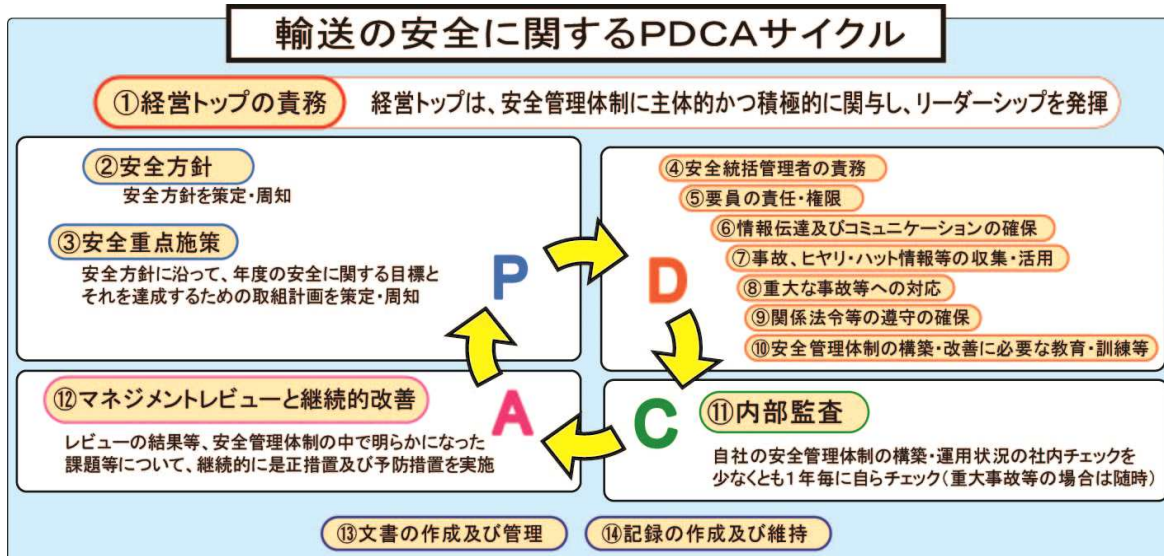 輸送の安全に関するPDCAサイクル
①経営トップの責務
経営トップは、安全管理体制に主体的かつ積極的に関与し、リーダーシップを発揮
②安全方針
安全方針を策定・周知
③安全重点施策
安全方針に沿って、年度の安全に関する目標と
それを達成するための取組計画を策定・周知
P
D
④安全統括管理者の責務
⑤要員の責任・権限
⑥情報伝達及びコミュニケーションの確保
⑦事故、ヒヤリ・ハット情報等の収集・活用
⑧重大な事故等への対応
⑨関係法令等の遵守の確保
⑩安全管理体制の構築・改善に必要な教育・訓練等
⑫マネジメントレビューと継続的改善
レビューの結果等、安全管理体制の中で明らかになった
課題等について、継続的に是正措置及び予防措置を実施
A
C
⑪内部監査
自社の安全管理体制の構築・運用状況の社内チェックを
少なくとも1年毎に自らチェック(重大事故等の場合は随時)
⑬文書の作成及び管理
⑭記録の作成及び維持